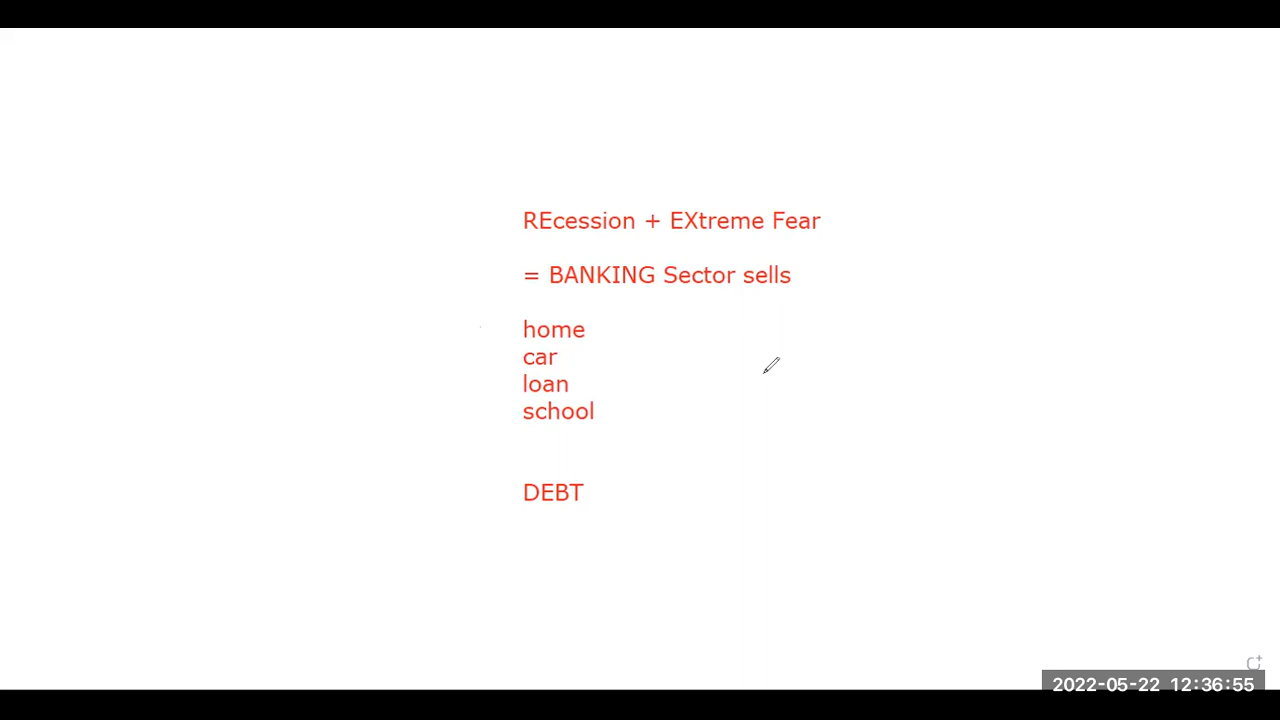 REcession + EXtreme Fear
= BANKING Sector sells
home
car
loan
school
DEBT
2022-05-22 12:36:55